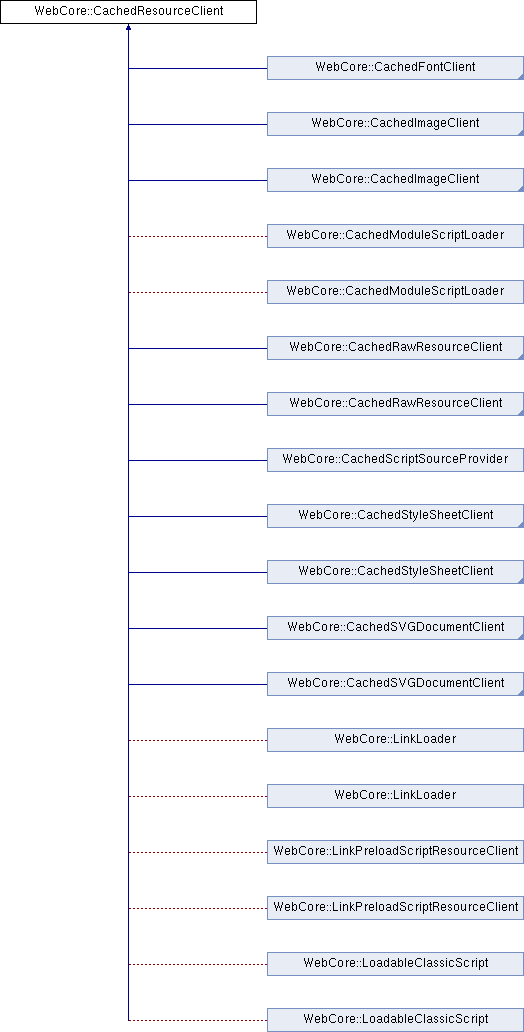 WebCore::CachedResourceClient
WebCore::CachedFontClient
WebCore::CachedImageClient
WebCore::CachedImageClient
WebCore::CachedModuleScriptLoader
WebCore::CachedModuleScriptLoader
WebCore::CachedRawResourceClient
WebCore::CachedRawResourceClient
WebCore::CachedScriptSourceProvider
WebCore::CachedStyleSheetClient
WebCore::CachedStyleSheetClient
WebCore::CachedSVGDocumentClient
WebCore::CachedSVGDocumentClient
WebCore::LinkLoader
WebCore::LinkLoader
WebCore::LinkPreloadScriptResourceClient
WebCore::LinkPreloadScriptResourceClient
WebCore::LoadableClassicScript
WebCore::LoadableClassicScript